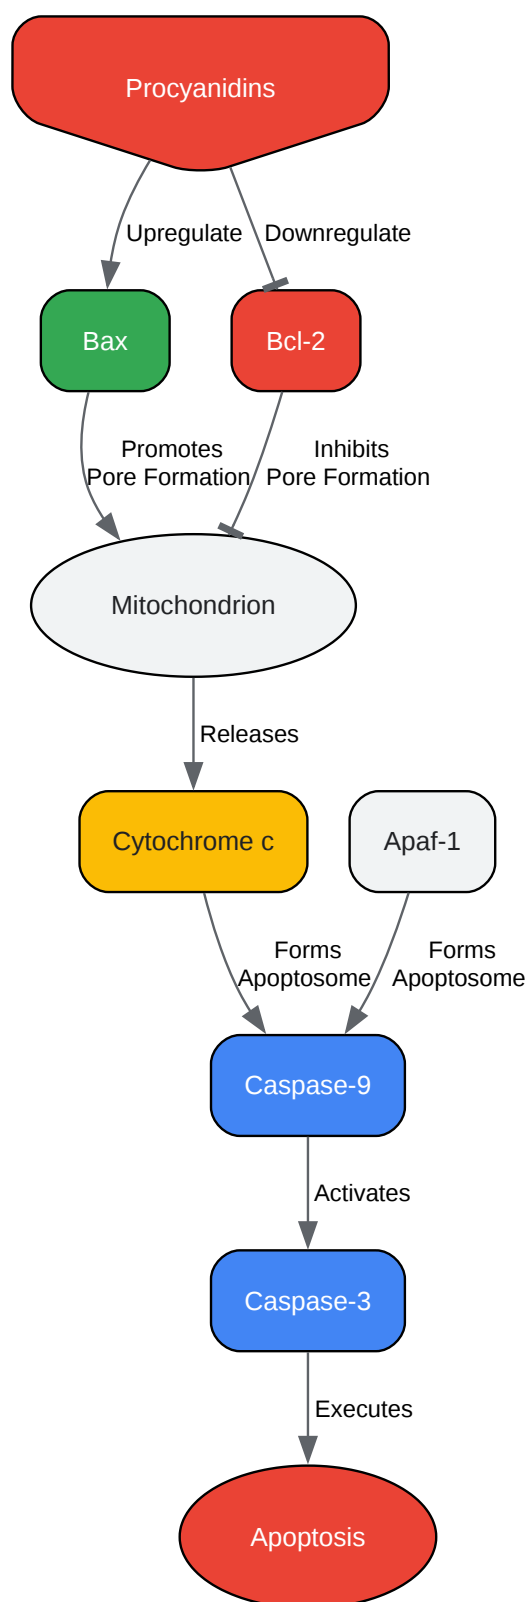 Procyanidins
Upregulate
Downregulate
Bax
Bcl-2
Promotes
Pore Formation
Inhibits
Pore Formation
Mitochondrion
Releases
Cytochrome c
Apaf-1
Forms
Apoptosome
Forms
Apoptosome
Caspase-9
Activates
Caspase-3
Executes
Apoptosis